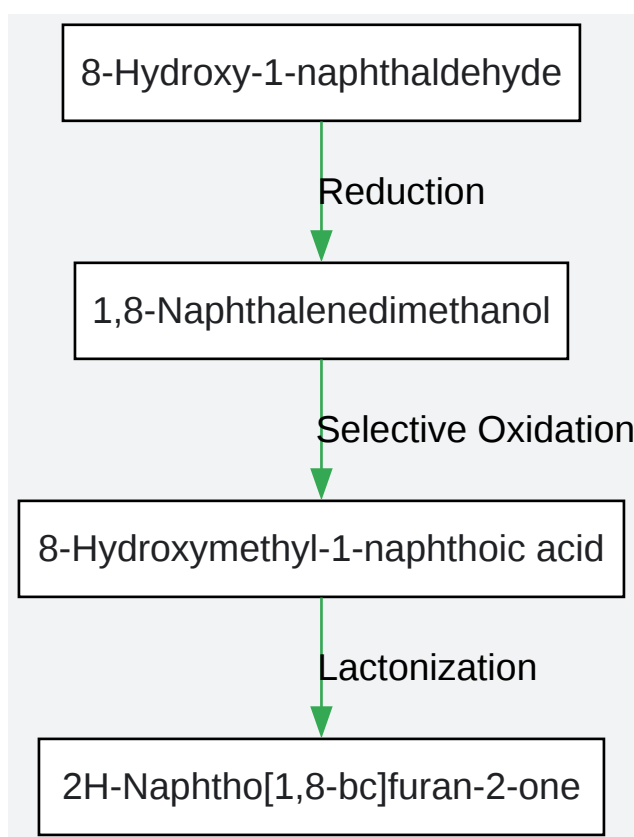 8-Hydroxy-1-naphthaldehyde
Reduction
1,8-Naphthalenedimethanol
Selective Oxidation
8-Hydroxymethyl-1-naphthoic acid
Lactonization
2H-Naphtho[1,8-bc]furan-2-one